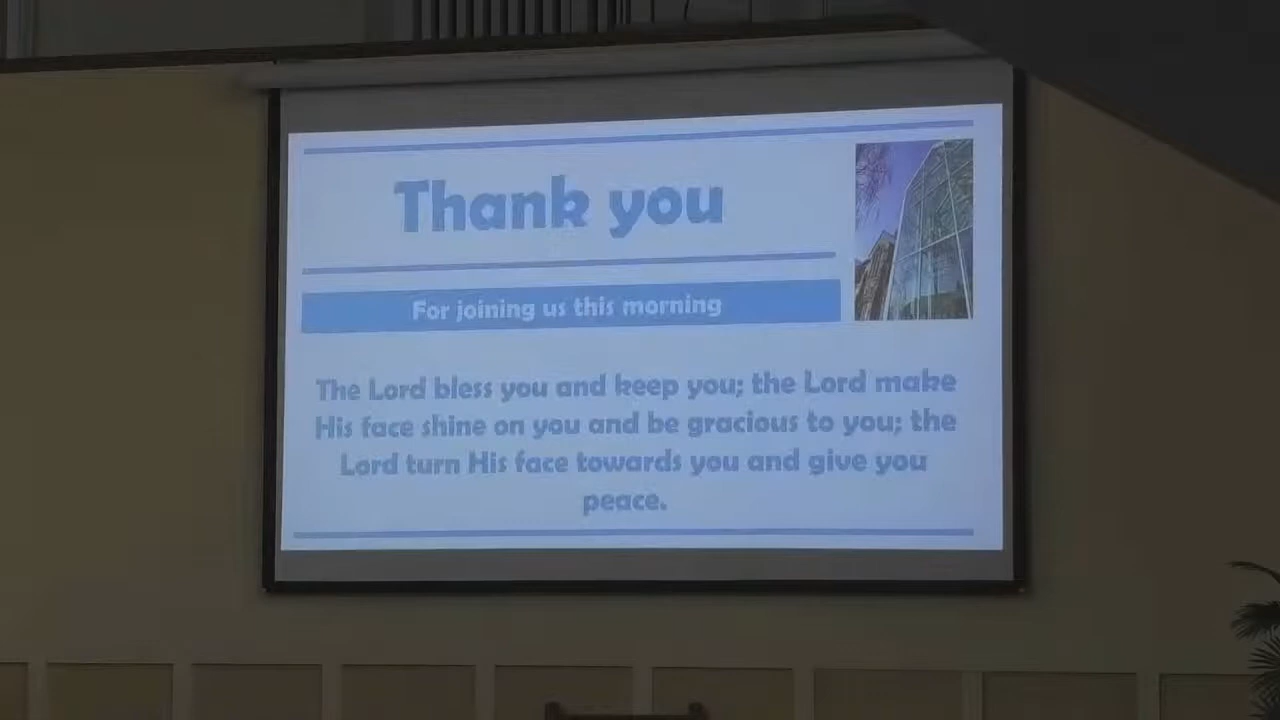 Thank you
For joining us this morning
The Lord bless you and keep you; the Lord make
His face shine on you and be gracious to you; the
Lord turn His face towards you and give you
peace.